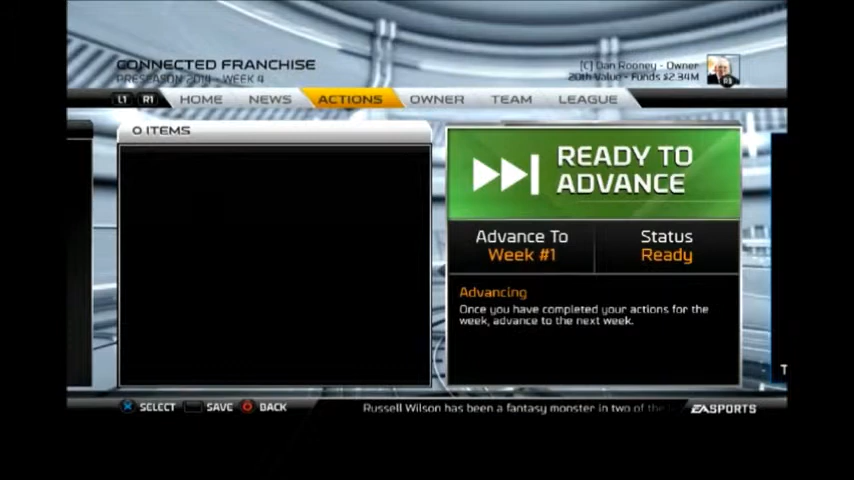 CONNECTED FRANCHISE
PRESEASON 2014 - WEEK 4
[C] Dan Rooney - Owner
20th Value - Funds $2.34M
R3
L1 R1 HOME NEWS ACTIONS OWNER TEAM LEAGUE
0 ITEMS
READY TO
ADVANCE
Advance To
Week #1
Status
Ready
Advancing
Once you have completed your actions for the
week, advance to the next week.
T
SELECT SAVE BACK
Russell Wilson has been a fantasy monster in two of the
EA SPORTS